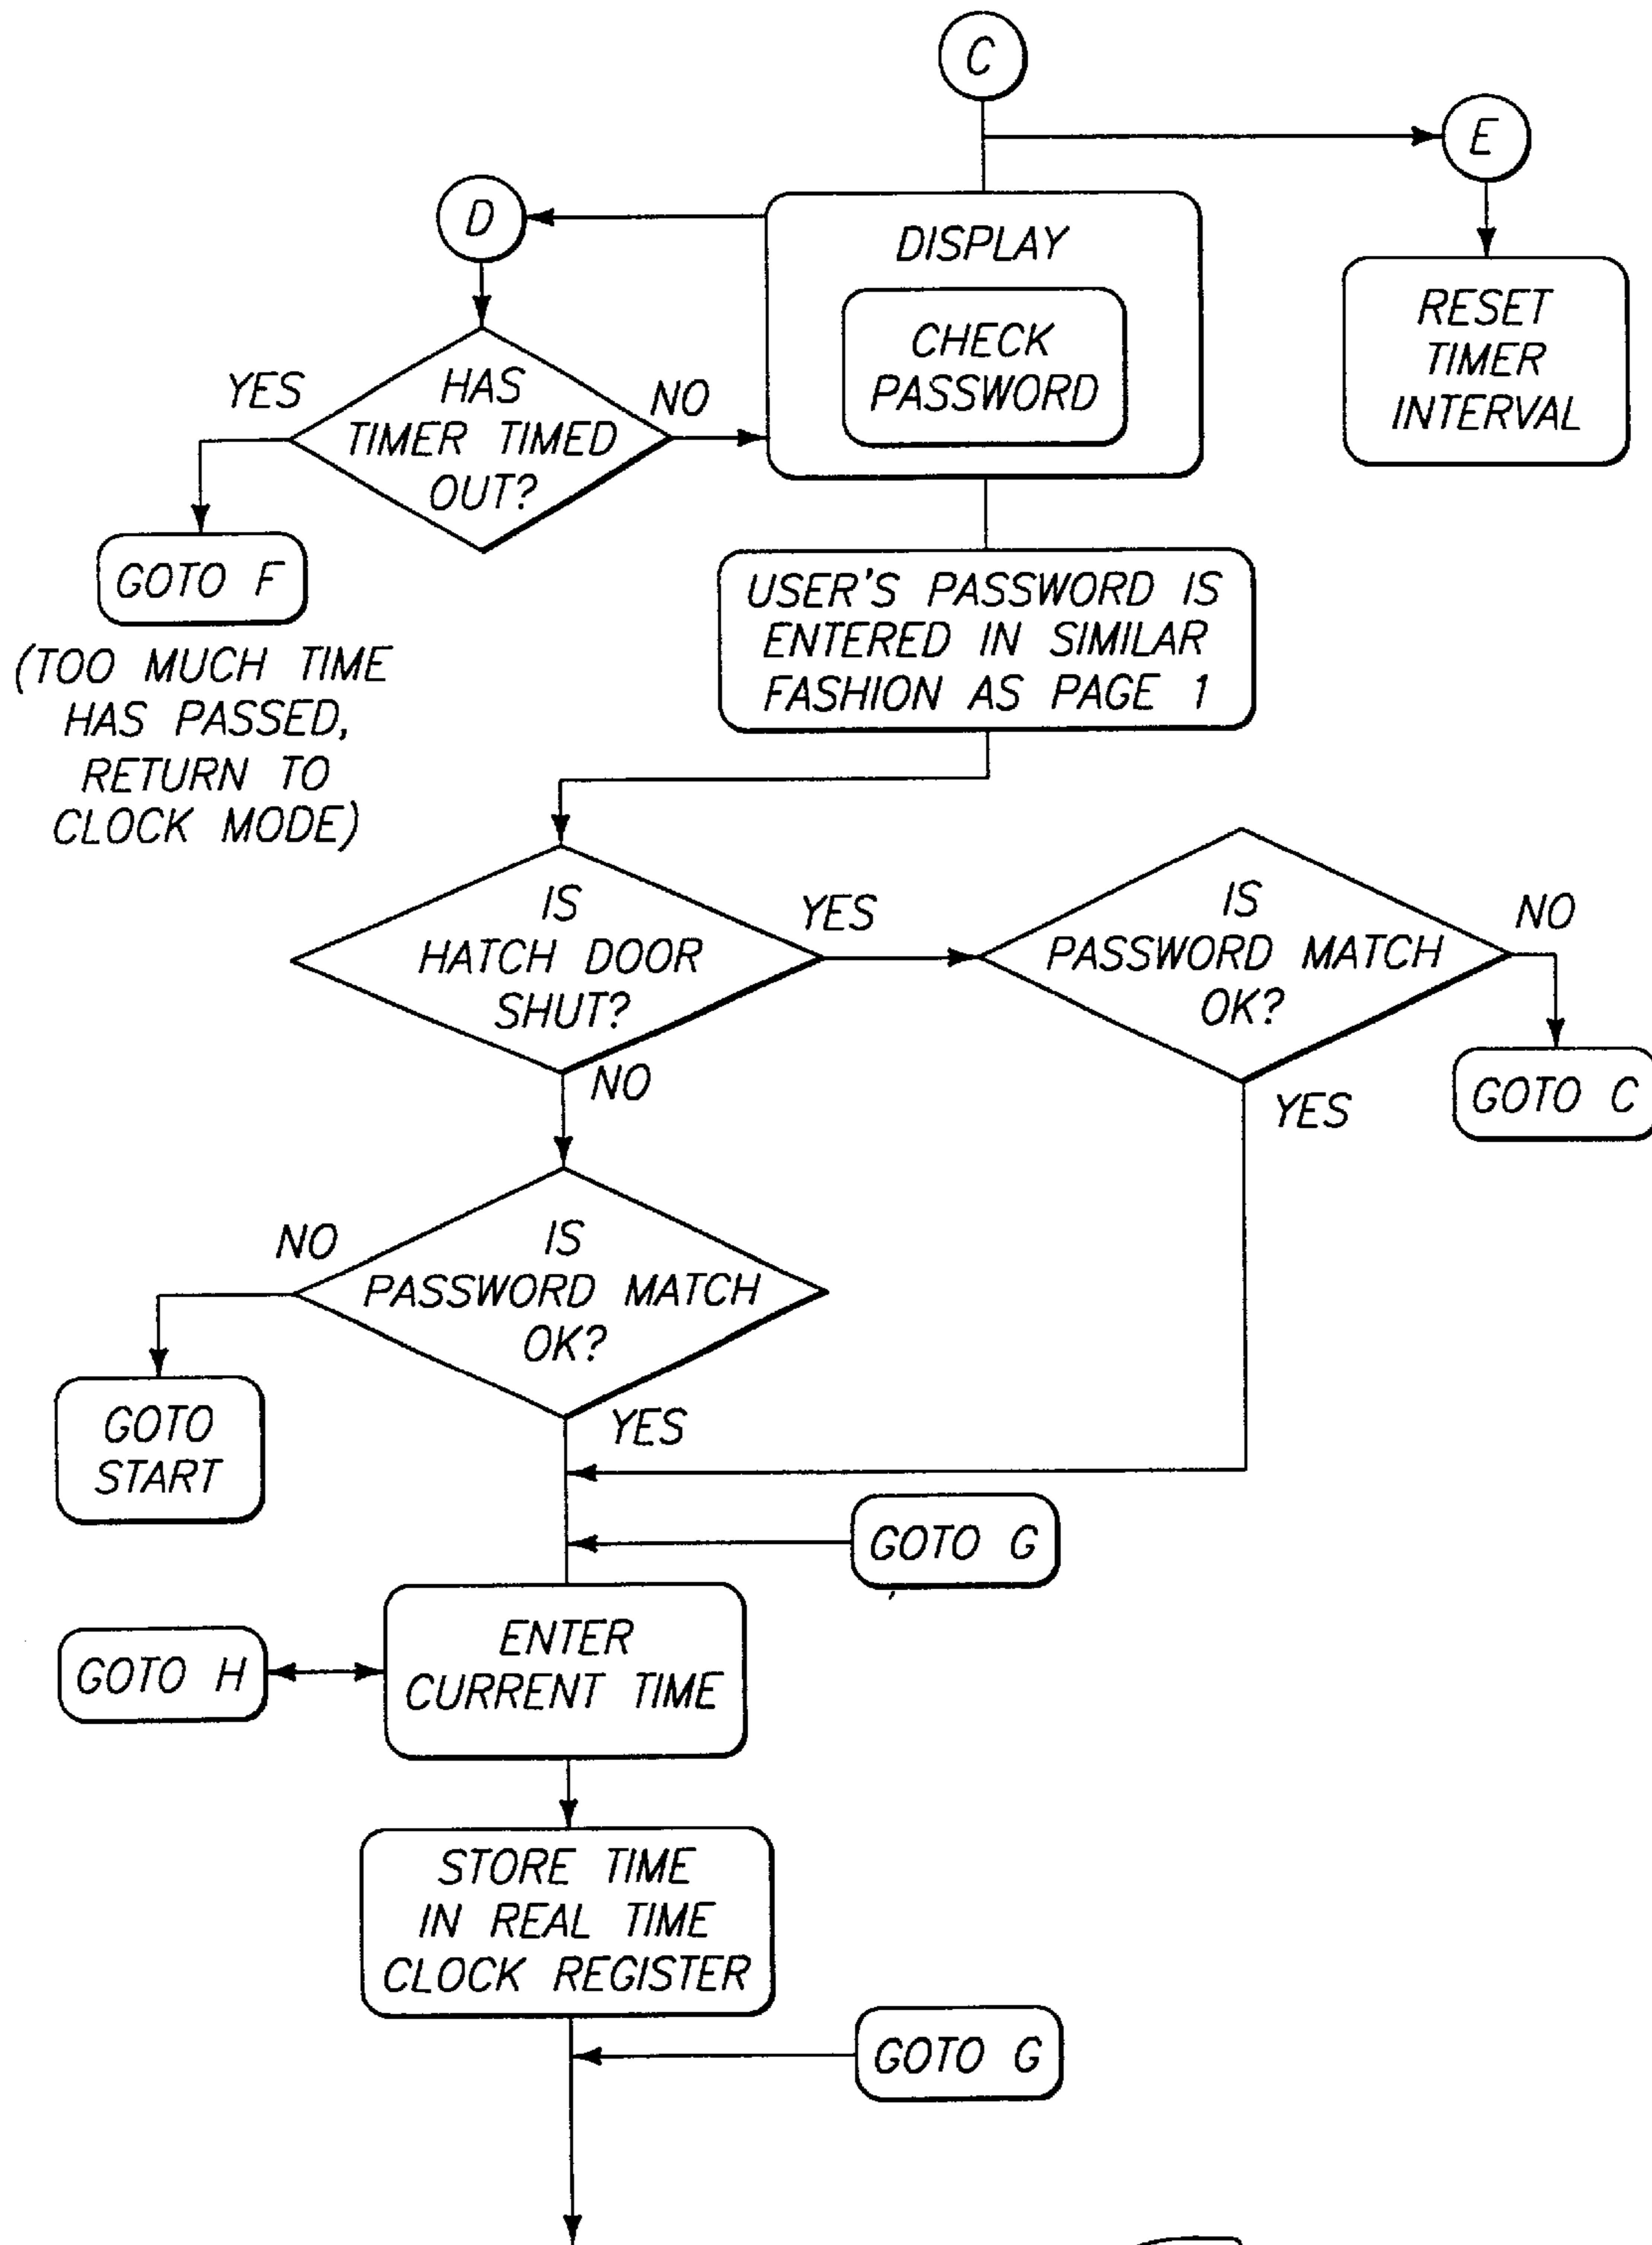 C
E
D
DISPLAY
CHECK
PASSWORD
RESET
TIMER
INTERVAL
YES
HAS
TIMER TIMED
OUT?
NO
GOTO F
(TOO MUCH TIME
HAS PASSED,
RETURN TO
CLOCK MODE)
USER'S PASSWORD IS
ENTERED IN SIMILAR
FASHION AS PAGE 1
IS
HATCH DOOR
SHUT?
YES
NO
IS
PASSWORD MATCH
OK?
NO
YES
GOTO C
IS
PASSWORD MATCH
OK?
NO
YES
GOTO
START
GOTO G
ENTER
CURRENT TIME
GOTO H
STORE TIME
IN REAL TIME
CLOCK REGISTER
GOTO G